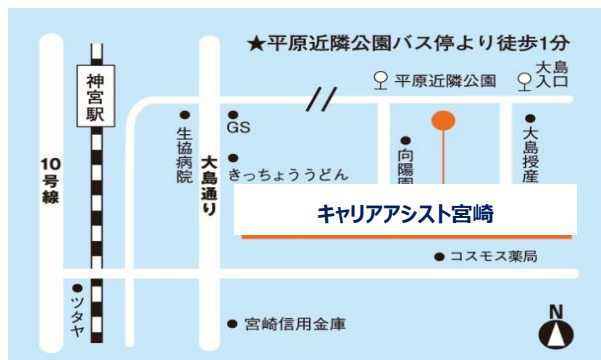 ★平原近隣公園バス停より徒歩1分
神宮駅
平原近隣公園
大島
入口
生協病院
GS
大島通り
きっちょううどん
向陽園
大島授産
10号線
キャリアアシスト宮崎
コスモス薬局
ツタヤ
宮崎信用金庫
N